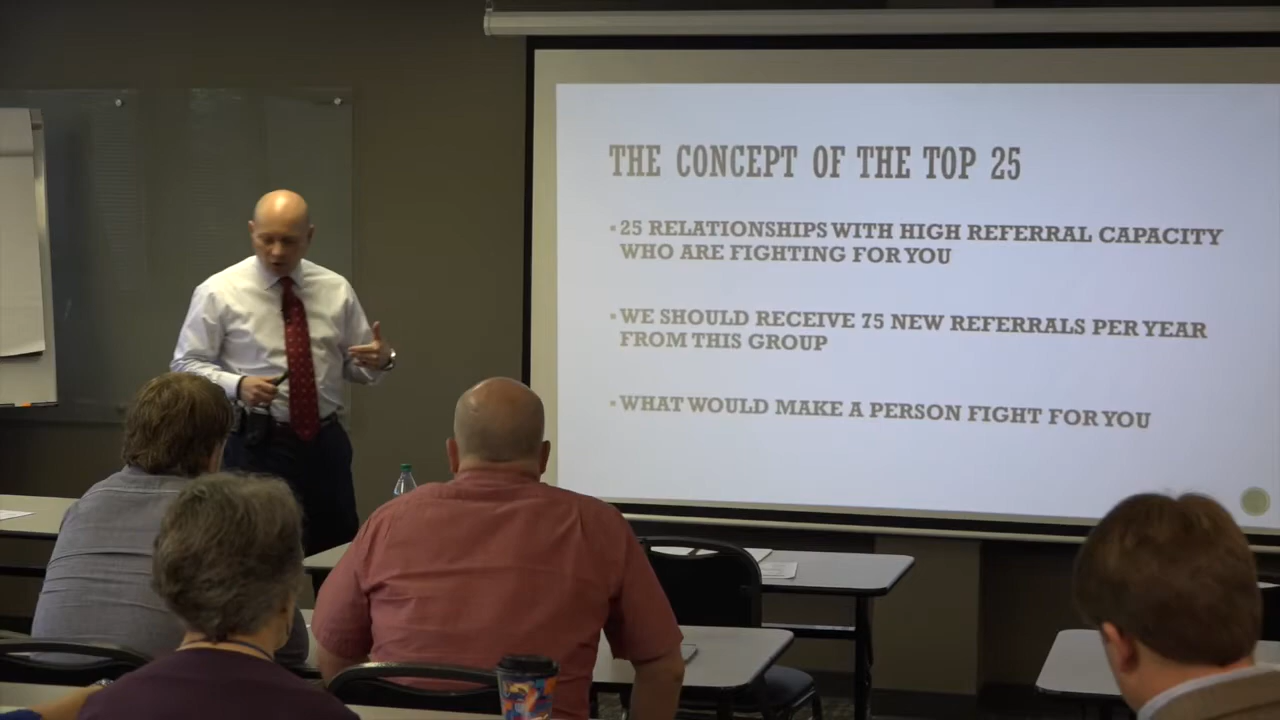 THE CONCEPT OF THE TOP 25
▪25 RELATIONSHIPS WITH HIGH REFERRAL CAPACITY
WHO ARE FIGHTING FOR YOU
▪WE SHOULD RECEIVE 75 NEW REFERRALS PER YEAR
FROM THIS GROUP
▪WHAT WOULD MAKE A PERSON FIGHT FOR YOU